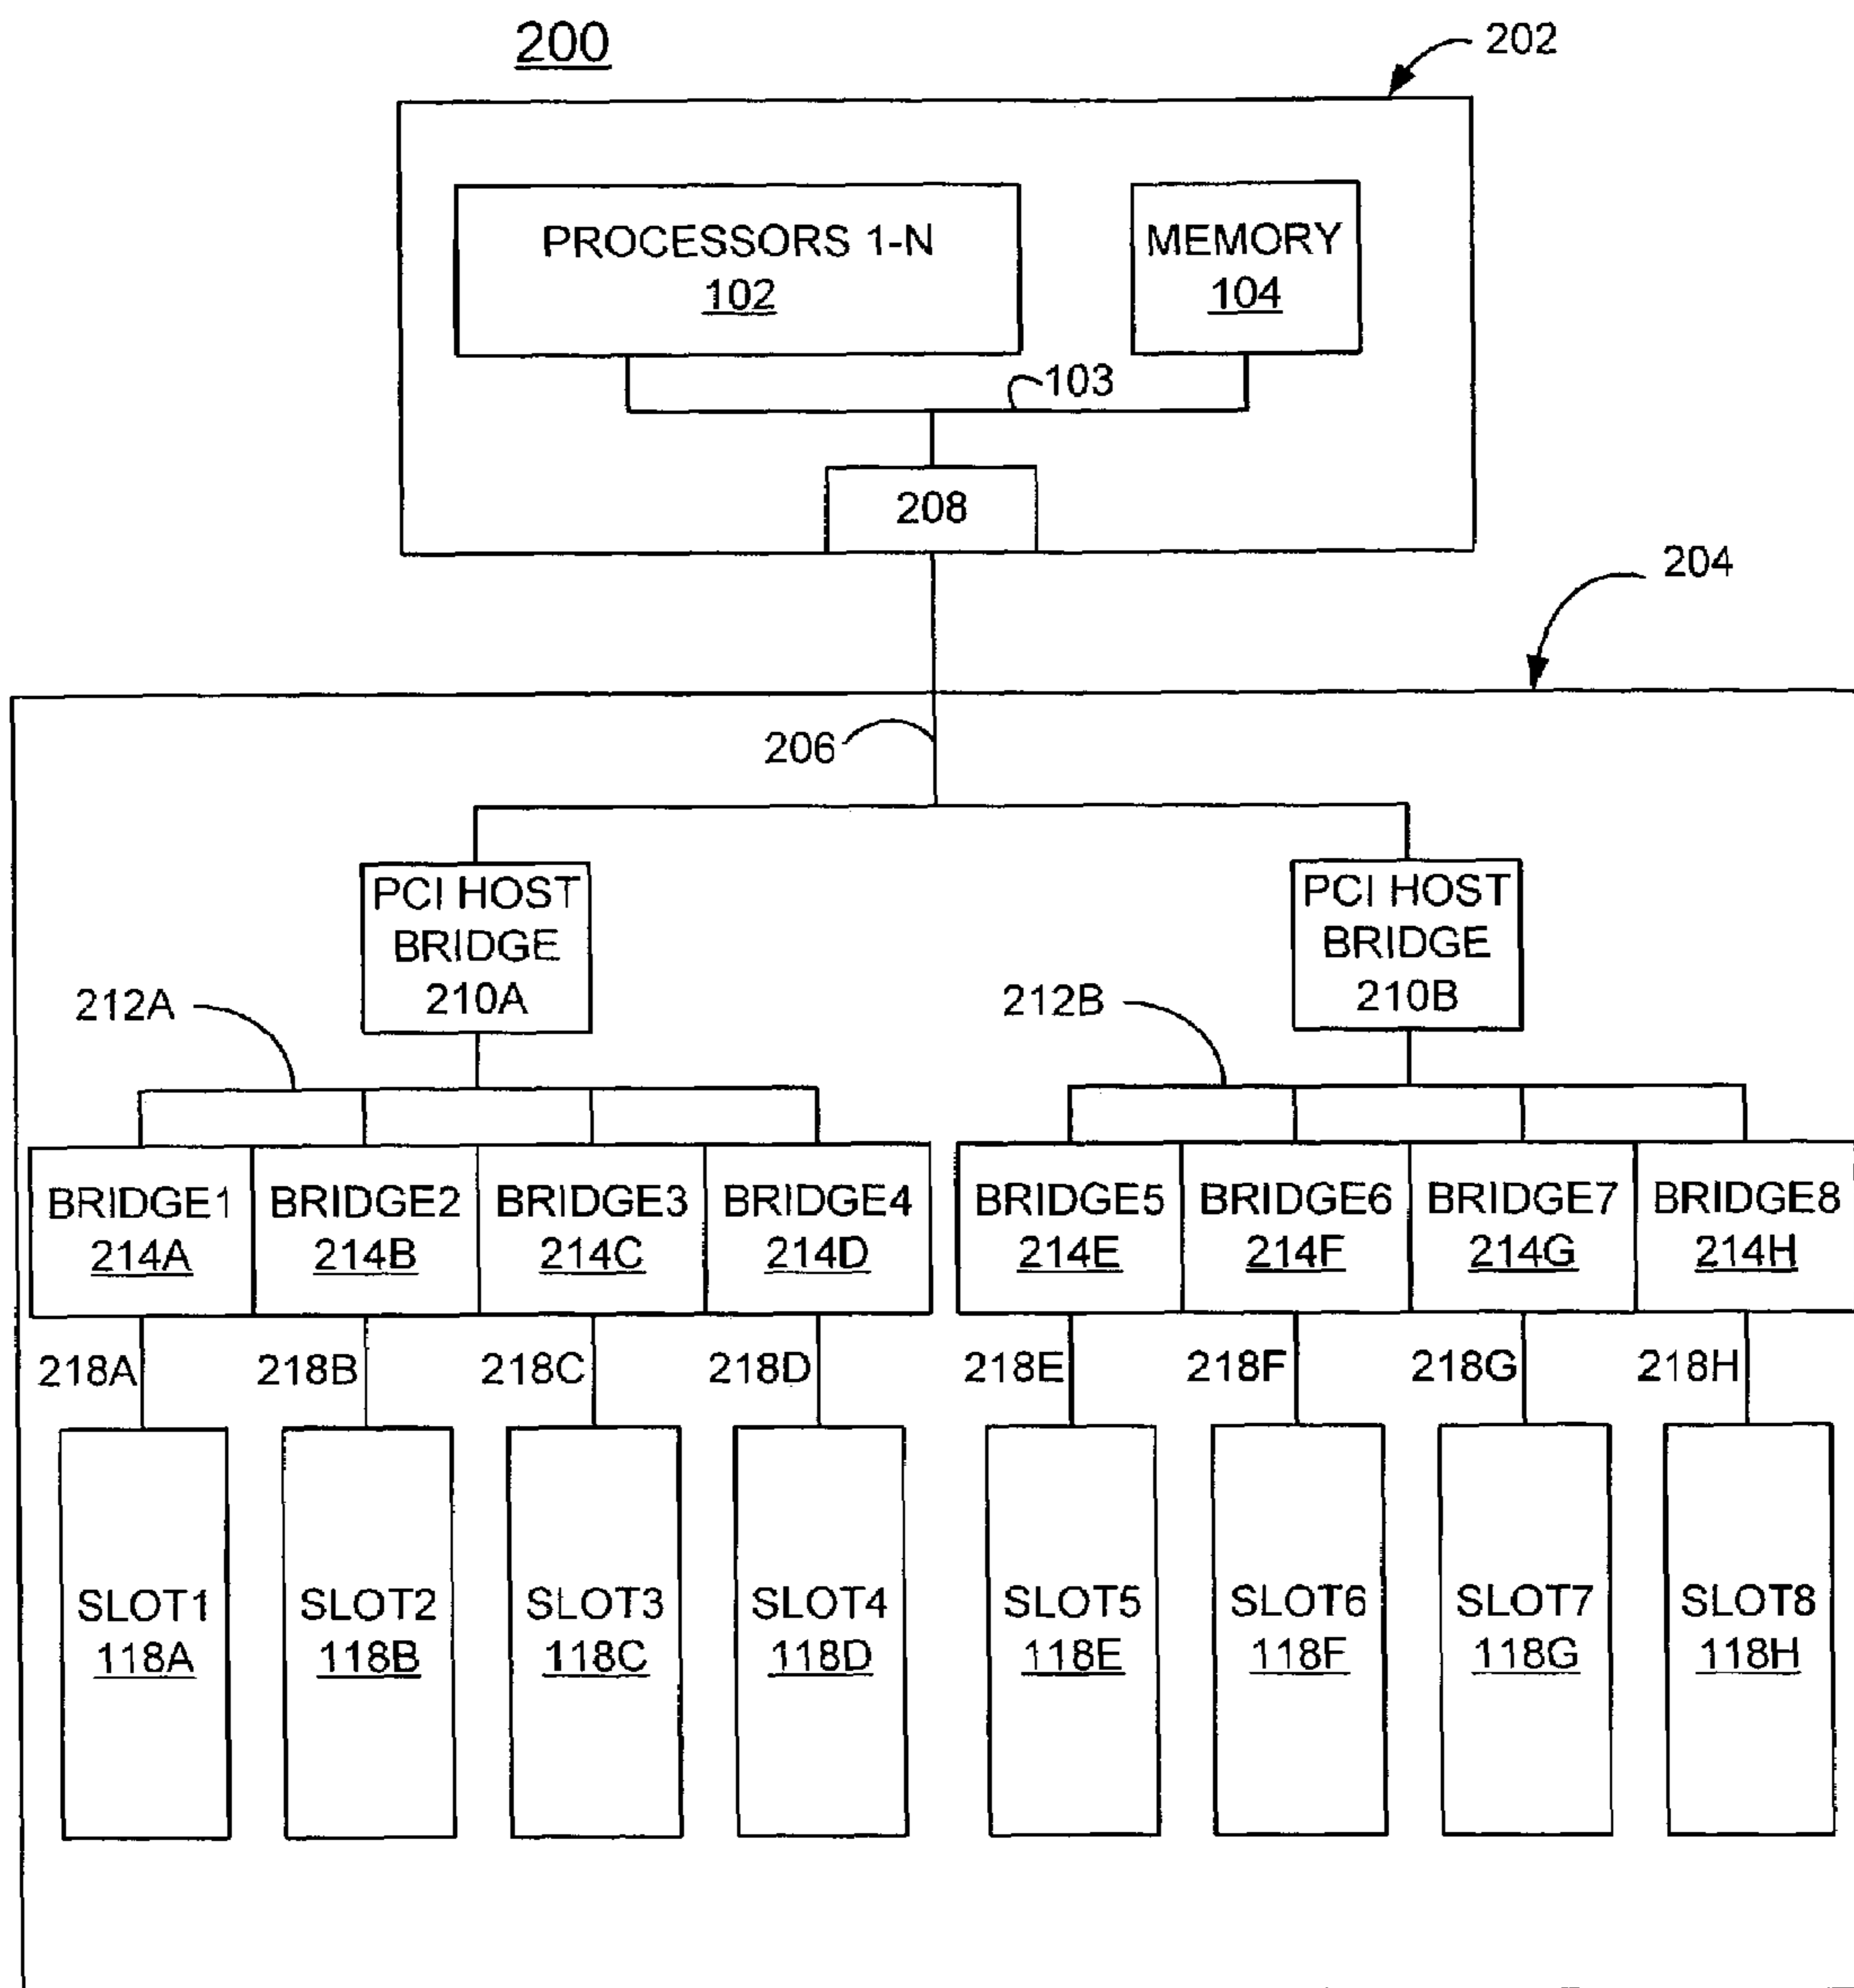 200
202
PROCESSORS 1-N
102
MEMORY
104
103
208
204
206
PCI HOST
BRIDGE
210A
PCI HOST
BRIDGE
210B
212A
212B
BRIDGE1
214A
BRIDGE2
214B
BRIDGE3
214C
BRIDGE4
214D
BRIDGE5
214E
BRIDGE6
214F
BRIDGE7
214G
BRIDGE8
214H
218A
218B
218C
218D
218E
218F
218G
218H
SLOT1
118A
SLOT2
118B
SLOT3
118C
SLOT4
118D
SLOT5
118E
SLOT6
118F
SLOT7
118G
SLOT8
118H